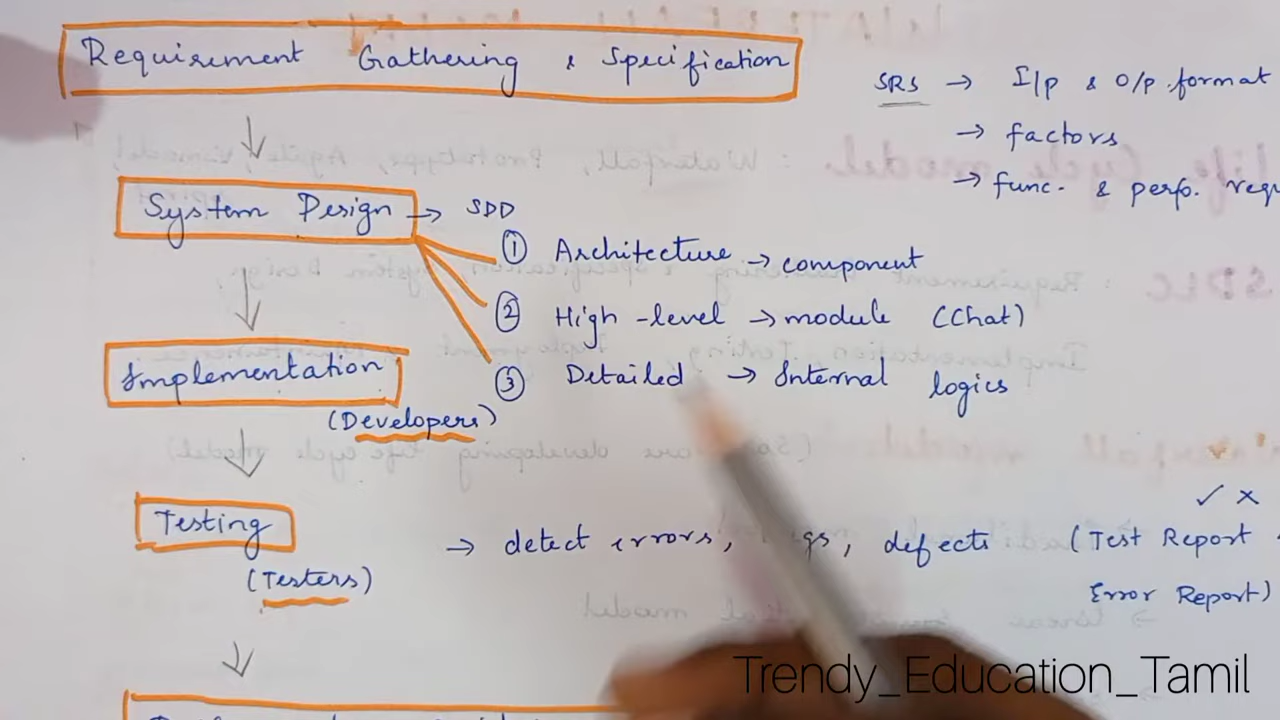 Requirement Gathering & Specification
SRS → I/p & O/p format
→ factors
→ func. & perfo. requ
System Design → SDD
① Architecture → component
② High-level → module (Chat)
③ Detailed → Internal logics
Implementation
(Developers)
Testing
(Testers)
→ detect errors, defects (Test Report
✓ ×
Error Report)
Trendy_Education_Tamil